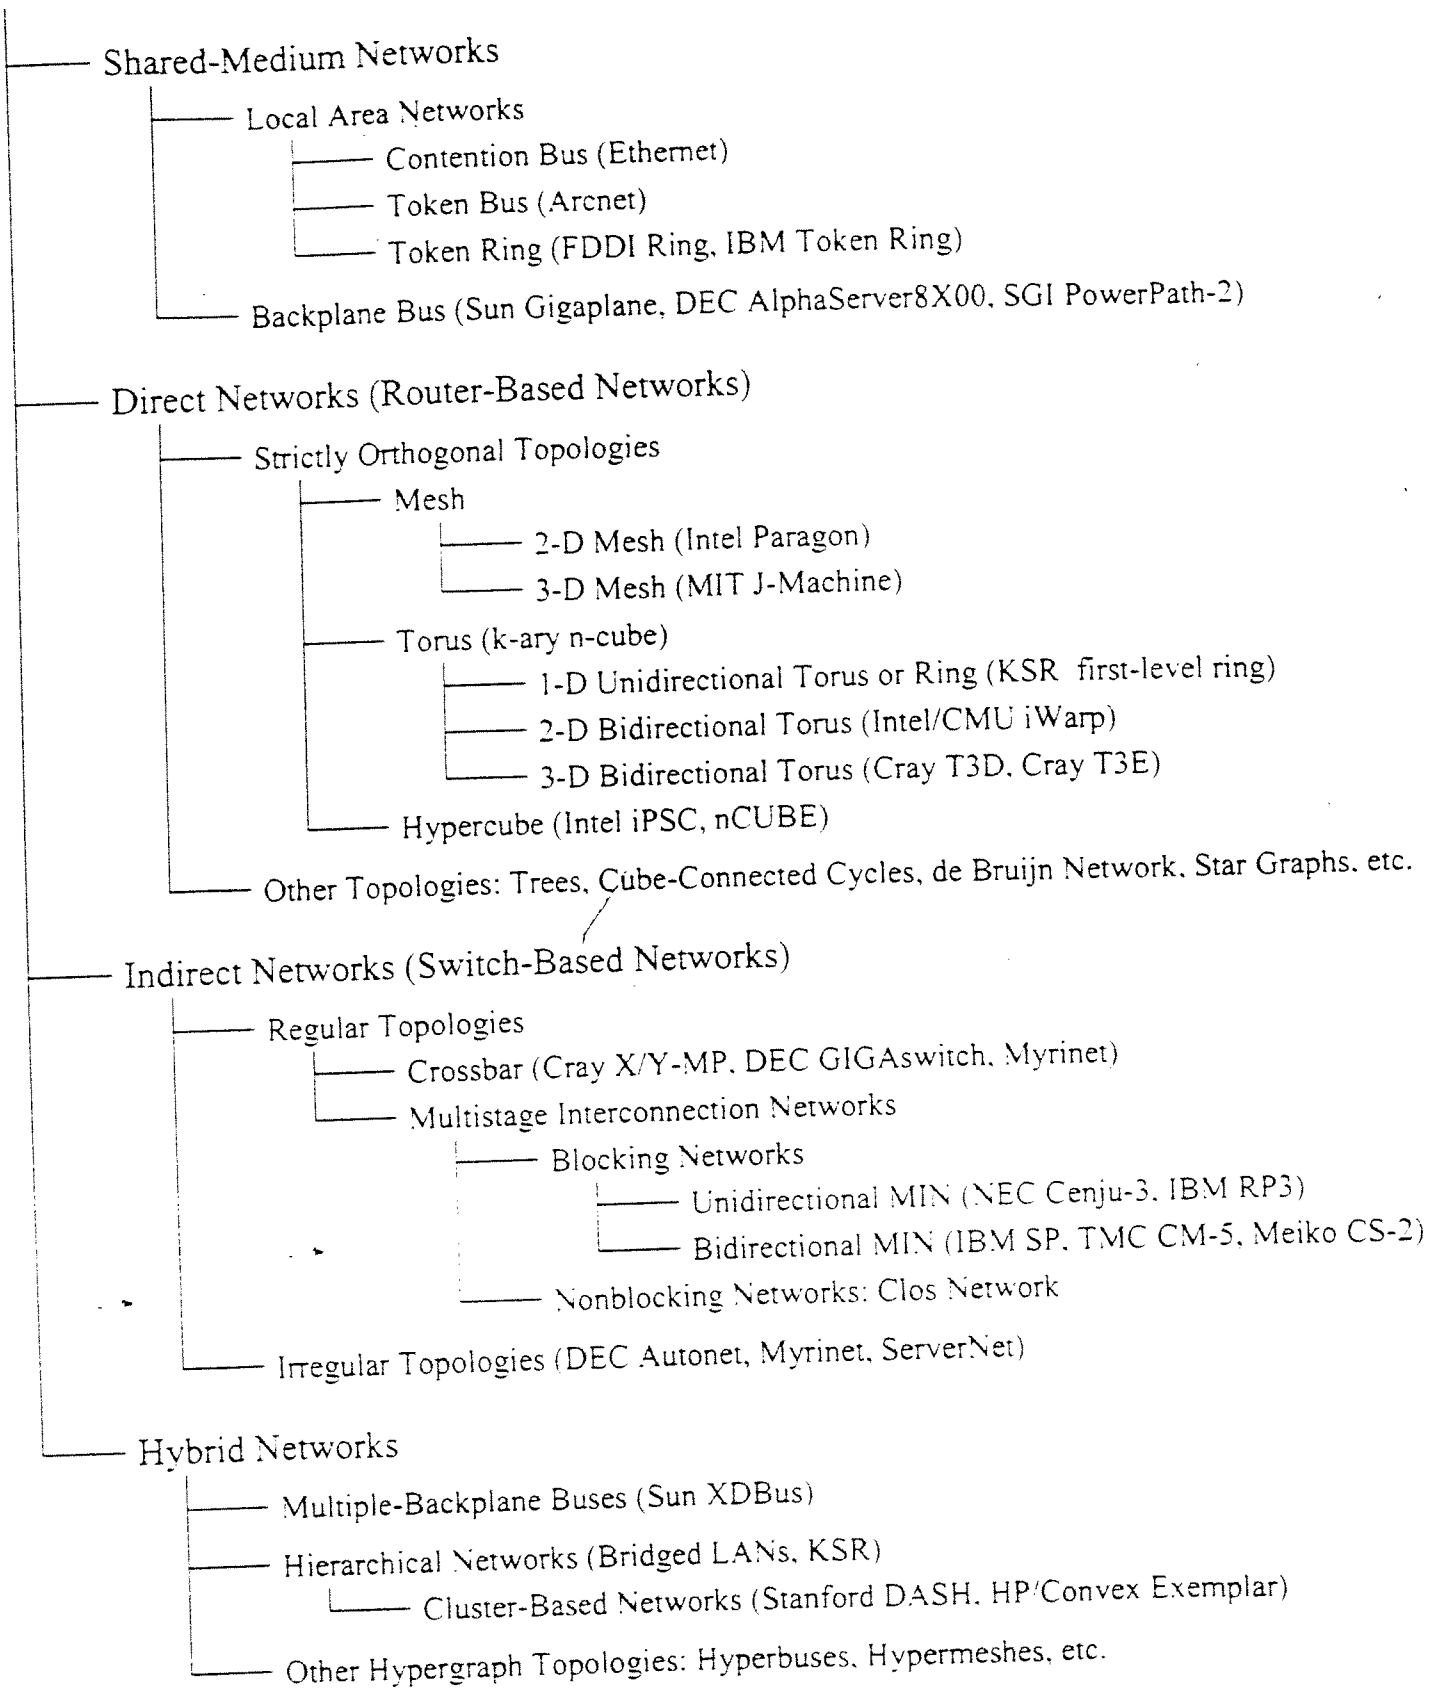 Shared-Medium Networks
Local Area Networks
Contention Bus (Ethernet)
Token Bus (Arcnet)
Token Ring (FDDI Ring, IBM Token Ring)
Backplane Bus (Sun Gigaplane, DEC AlphaServer8X00, SGI PowerPath-2)
Direct Networks (Router-Based Networks)
Strictly Orthogonal Topologies
Mesh
2-D Mesh (Intel Paragon)
3-D Mesh (MIT J-Machine)
Torus (k-ary n-cube)
1-D Unidirectional Torus or Ring (KSR first-level ring)
2-D Bidirectional Torus (Intel/CMU iWarp)
3-D Bidirectional Torus (Cray T3D, Cray T3E)
Hypercube (Intel iPSC, nCUBE)
Other Topologies: Trees, Cube-Connected Cycles, de Bruijn Network, Star Graphs, etc.
Indirect Networks (Switch-Based Networks)
Regular Topologies
Crossbar (Cray X/Y-MP, DEC GIGAswitch, Myrinet)
Multistage Interconnection Networks
Blocking Networks
Unidirectional MIN (NEC Cenju-3, IBM RP3)
Bidirectional MIN (IBM SP, TMC CM-5, Meiko CS-2)
Nonblocking Networks: Clos Network
Irregular Topologies (DEC Autonet, Myrinet, ServerNet)
Hybrid Networks
Multiple-Backplane Buses (Sun XDBus)
Hierarchical Networks (Bridged LANs, KSR)
Cluster-Based Networks (Stanford DASH, HP/Convex Exemplar)
Other Hypergraph Topologies: Hyperbuses, Hypermeshes, etc.